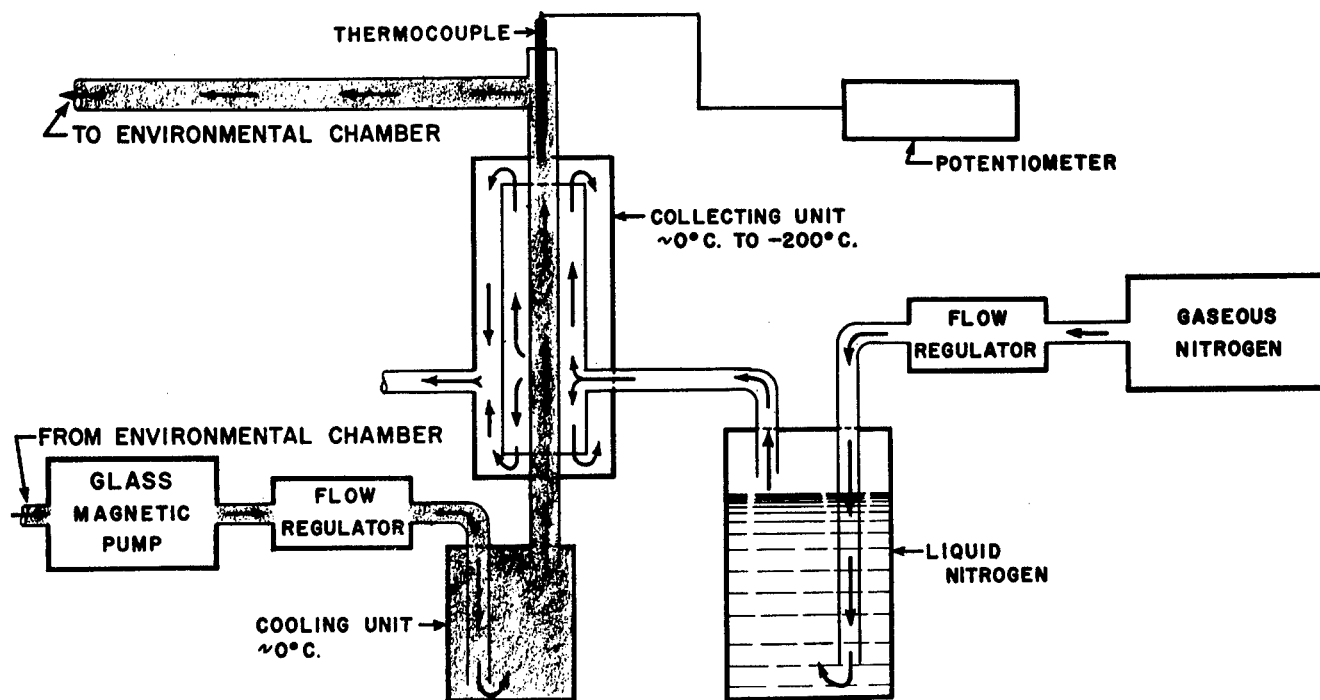 THERMOCOUPLE
TO ENVIRONMENTAL CHAMBER
POTENTIOMETER
COLLECTING UNIT
~0°C. TO -200°C.
FLOW
REGULATOR
GASEOUS
NITROGEN
FROM ENVIRONMENTAL CHAMBER
GLASS
MAGNETIC
PUMP
FLOW
REGULATOR
LIQUID
NITROGEN
COOLING UNIT
~0°C.